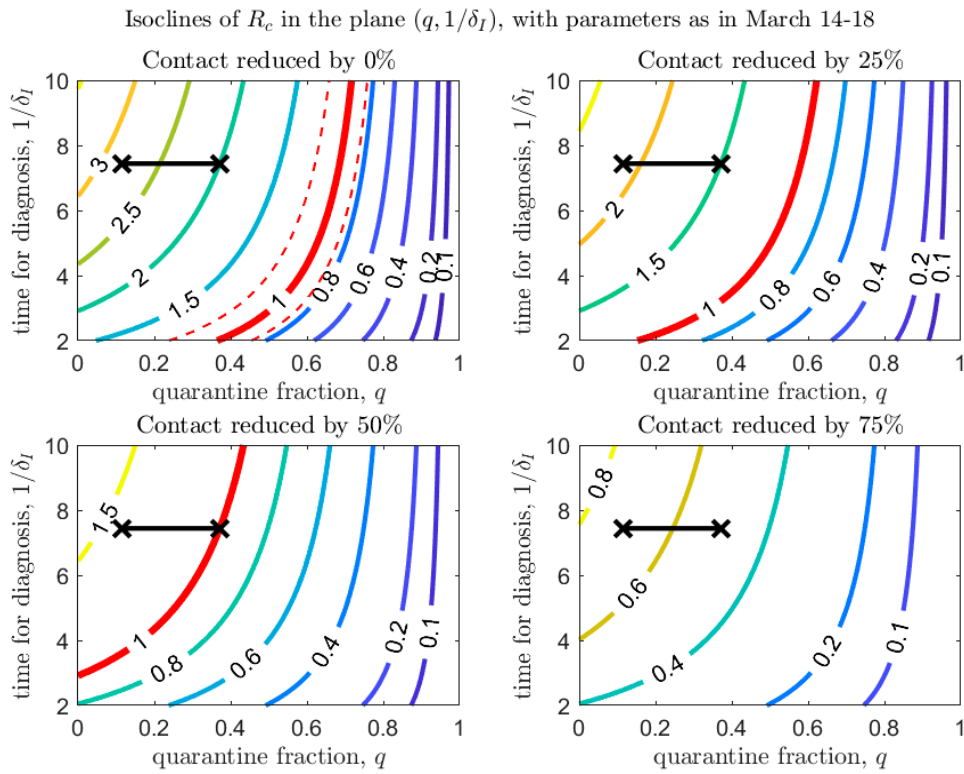 Isoclines of R_c in the plane (q, 1/δ_I), with parameters as in March 14-18
Contact reduced by 0%
10
8
6
4
2
time for diagnosis, 1/δ_I
3
2.5
2
1.5
1
0.8
0.6
0.4
0.2
0.1
0 0.2 0.4 0.6 0.8 1
quarantine fraction, q
Contact reduced by 25%
10
8
6
4
2
time for diagnosis, 1/δ_I
2
1.5
1
0.8
0.6
0.4
0.2
0.1
0 0.2 0.4 0.6 0.8 1
quarantine fraction, q
Contact reduced by 50%
10
8
6
4
2
time for diagnosis, 1/δ_I
1.5
1
0.8
0.6
0.4
0.2
0.1
0 0.2 0.4 0.6 0.8 1
quarantine fraction, q
Contact reduced by 75%
10
8
6
4
2
time for diagnosis, 1/δ_I
0.8
0.6
0.4
0.2
0.1
0 0.2 0.4 0.6 0.8 1
quarantine fraction, q